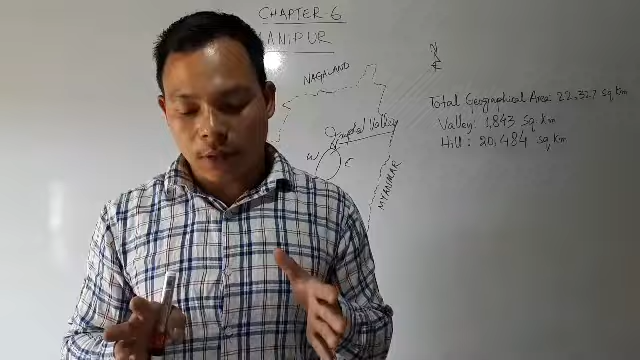 CHAPTER-6
ANIPUR
N
NAGALAND
Total Geographical Area: 22,327 sq.km
Imphal Valley
Valley: 1,843 sq.km
Hill: 20,484 sq km
W
E
MYANMAR